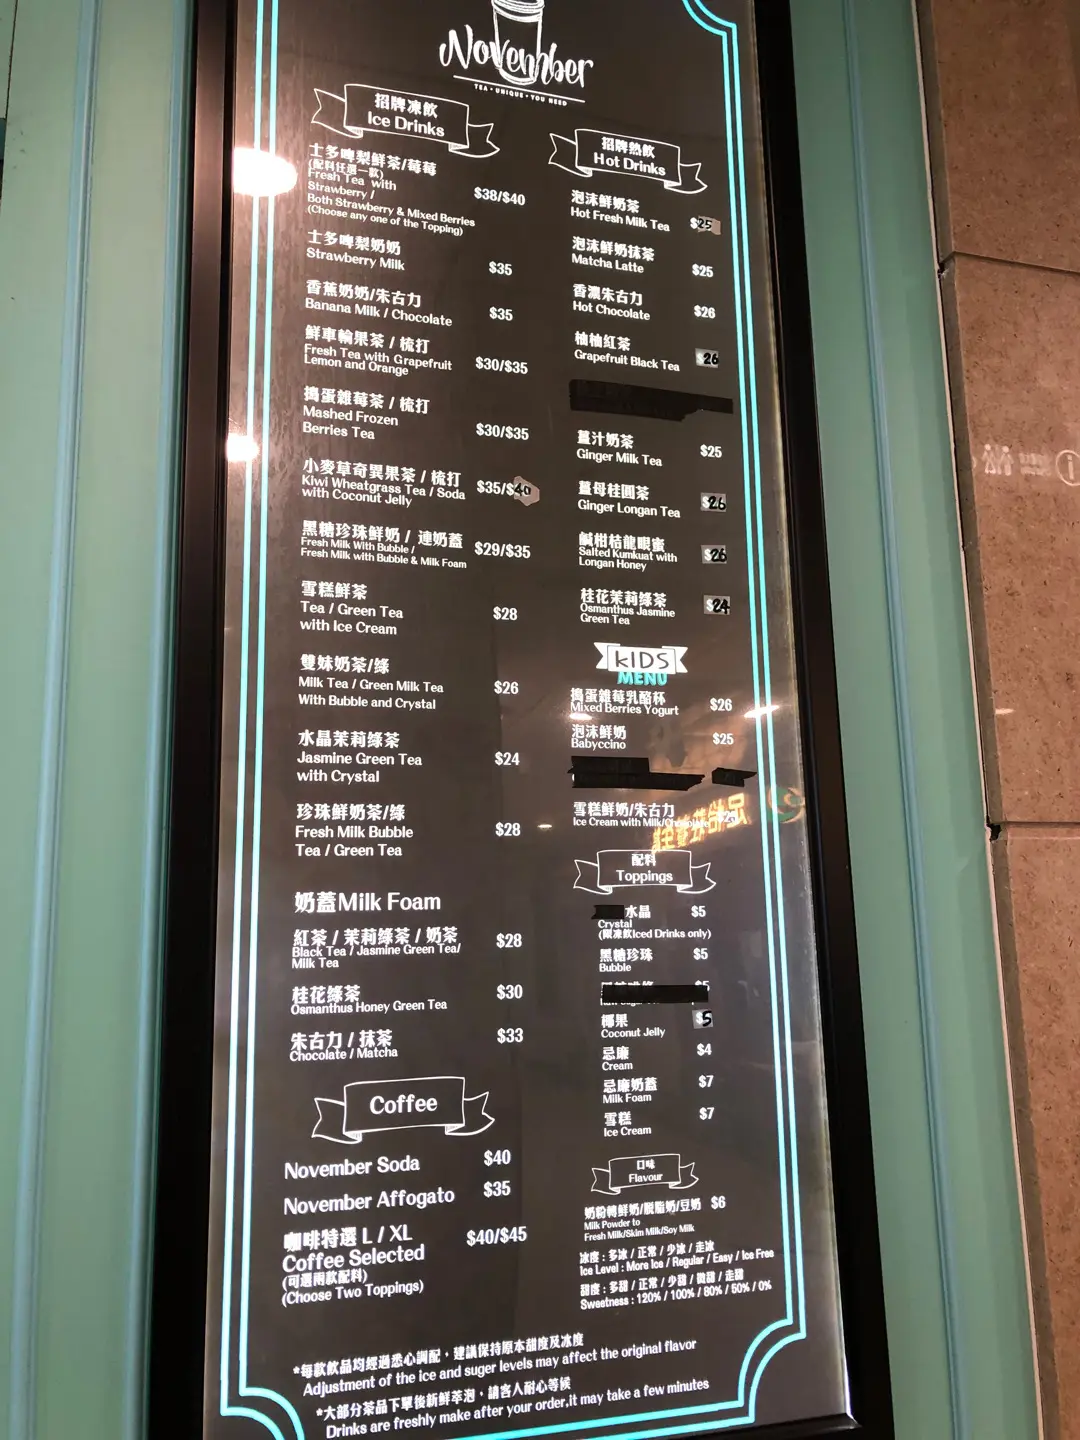 November
TEA • UNIQUE • YOU NEED
招牌凍飲
Ice Drinks
士多啤梨鮮茶/莓莓
(配料任選一款)
Fresh Tea with
Strawberry /
Both Strawberry & Mixed Berries
(Choose any one of the Topping)
$38/$40
士多啤梨奶奶
Strawberry Milk
$35
香蕉奶奶/朱古力
Banana Milk / Chocolate
$35
鮮車輪果茶 / 梳打
Fresh Tea with Grapefruit
Lemon and Orange
$30/$35
搗蛋雜莓茶 / 梳打
Mashed Frozen
Berries Tea
$30/$35
小麥草奇異果茶 / 梳打
Kiwi Wheatgrass Tea / Soda
with Coconut Jelly
$35/$40
黑糖珍珠鮮奶 / 連奶蓋
Fresh Milk With Bubble /
Fresh Milk with Bubble & Milk Foam
$29/$35
雪糕鮮茶
Tea / Green Tea
with Ice Cream
$28
雙妹奶茶/綠
Milk Tea / Green Milk Tea
With Bubble and Crystal
$26
水晶茉莉綠茶
Jasmine Green Tea
with Crystal
$24
珍珠鮮奶茶/綠
Fresh Milk Bubble
Tea / Green Tea
$28
奶蓋Milk Foam
紅茶 / 茉莉綠茶 / 奶茶
Black Tea / Jasmine Green Tea/
Milk Tea
$28
桂花綠茶
Osmanthus Honey Green Tea
$30
朱古力 / 抹茶
Chocolate / Matcha
$33
Coffee
November Soda
$40
November Affogato
$35
咖啡特選 L / XL
Coffee Selected
(可選兩款配料)
(Choose Two Toppings)
$40/$45
招牌熱飲
Hot Drinks
泡沫鮮奶茶
Hot Fresh Milk Tea
$25
泡沫鮮奶抹茶
Matcha Latte
$25
香濃朱古力
Hot Chocolate
$26
柚柚紅茶
Grapefruit Black Tea
$26
薑汁奶茶
Ginger Milk Tea
$25
薑母桂圓茶
Ginger Longan Tea
$26
鹹柑桔龍眼蜜
Salted Kumkuat with
Longan Honey
$26
桂花茉莉綠茶
Osmanthus Jasmine
Green Tea
$24
KIDS
MENU
搗蛋雜莓乳酪杯
Mixed Berries Yogurt
$26
泡沫鮮奶
Babyccino
$25
雪糕鮮奶/朱古力
Ice Cream with Milk/Chocolate
配料
Toppings
水晶
Crystal
(限凍飲Iced Drinks only)
$5
黑糖珍珠
Bubble
$5
$5
椰果
Coconut Jelly
$5
忌廉
Cream
$4
忌廉奶蓋
Milk Foam
$7
雪糕
Ice Cream
$7
口味
Flavour
奶粉轉鮮奶/脫脂奶/豆奶
$6
Milk Powder to
Fresh Milk/Skim Milk/Soy Milk
冰度 : 多冰 / 正常 / 少冰 / 走冰
Ice Level : More Ice / Regular / Easy / Ice Free
甜度 : 多甜 / 正常 / 少甜 / 微甜 / 走甜
Sweetness : 120% / 100% / 80% / 50% / 0%
*每款飲品均經過悉心調配，建議保持原本甜度及冰度
Adjustment of the ice and suger levels may affect the original flavor
*大部分茶品下單後新鮮萃泡，請客人耐心等候
Drinks are freshly make after your order,it may take a few minutes